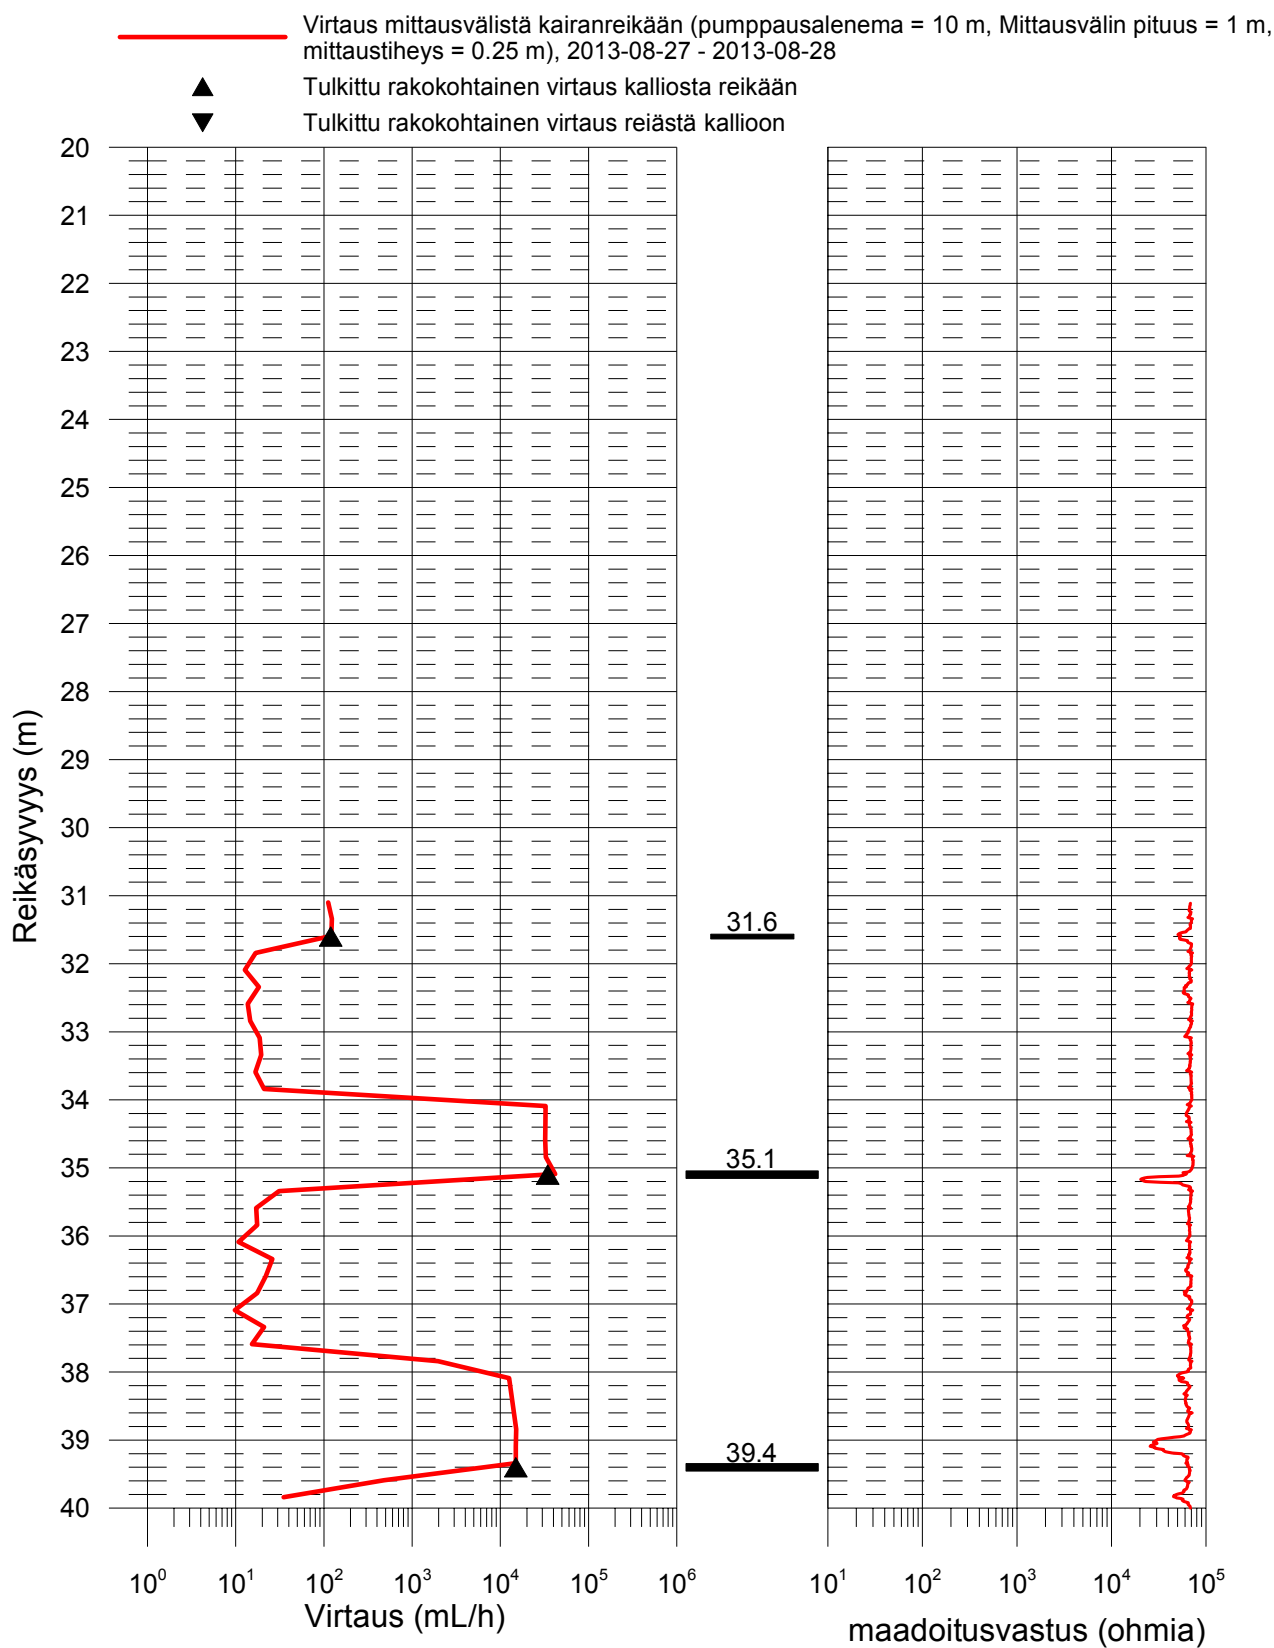 Virtaus mittausvälistä kairanreikään (pumppausalenema = 10 m, Mittausvälin pituus = 1 m,
mittaustiheys = 0.25 m), 2013-08-27 - 2013-08-28
Tulkittu rakokohtainen virtaus kalliosta reikään
Tulkittu rakokohtainen virtaus reiästä kallioon
Reikäsyvyys (m)
20
21
22
23
24
25
26
27
28
29
30
31
32
33
34
35
36
37
38
39
40
31.6
35.1
39.4
10⁰ 10¹ 10² 10³ 10⁴ 10⁵ 10⁶
Virtaus (mL/h)
10¹ 10² 10³ 10⁴ 10⁵
maadoitusvastus (ohmia)